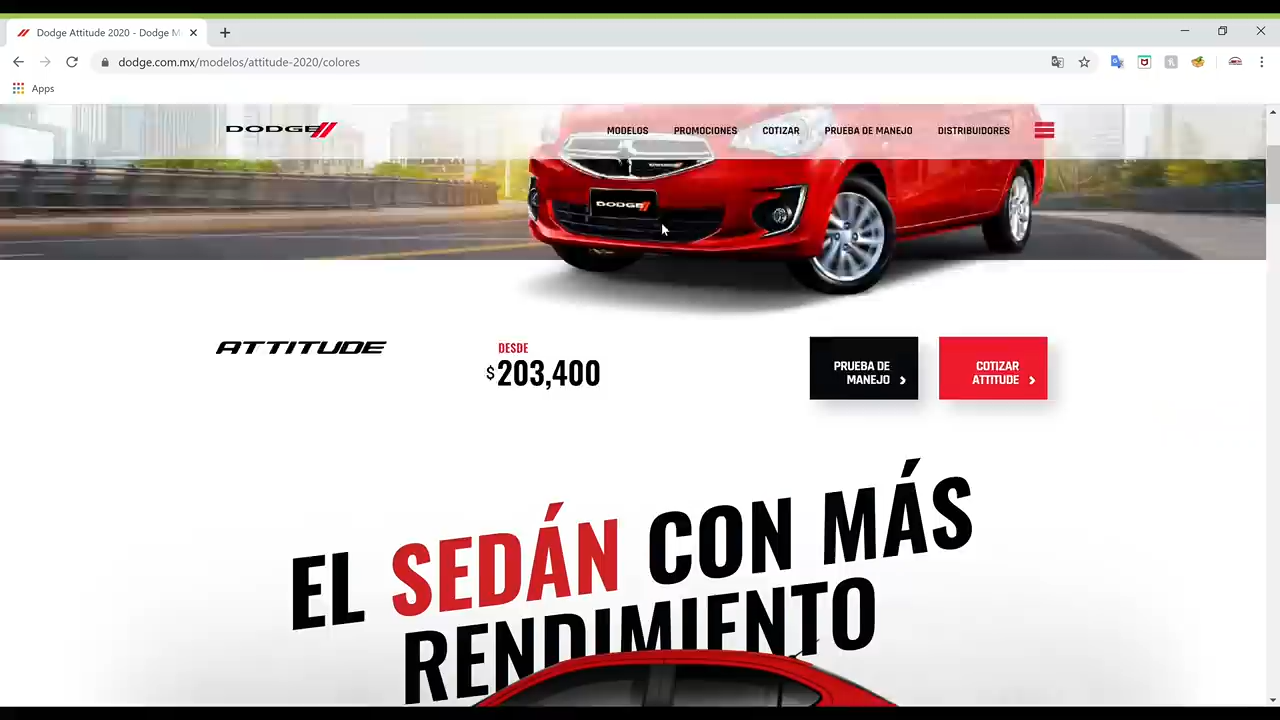 Dodge Attitude 2020 - Dodge M
dodge.com.mx/modelos/attitude-2020/colores
Apps
DODGE
MODELOS
PROMOCIONES
COTIZAR
PRUEBA DE MANEJO
DISTRIBUIDORES
DODGE
ATTITUDE
DESDE
$203,400
PRUEBA DE
MANEJO
COTIZAR
ATTITUDE
EL SEDÁN CON MÁS
RENDIMIENTO